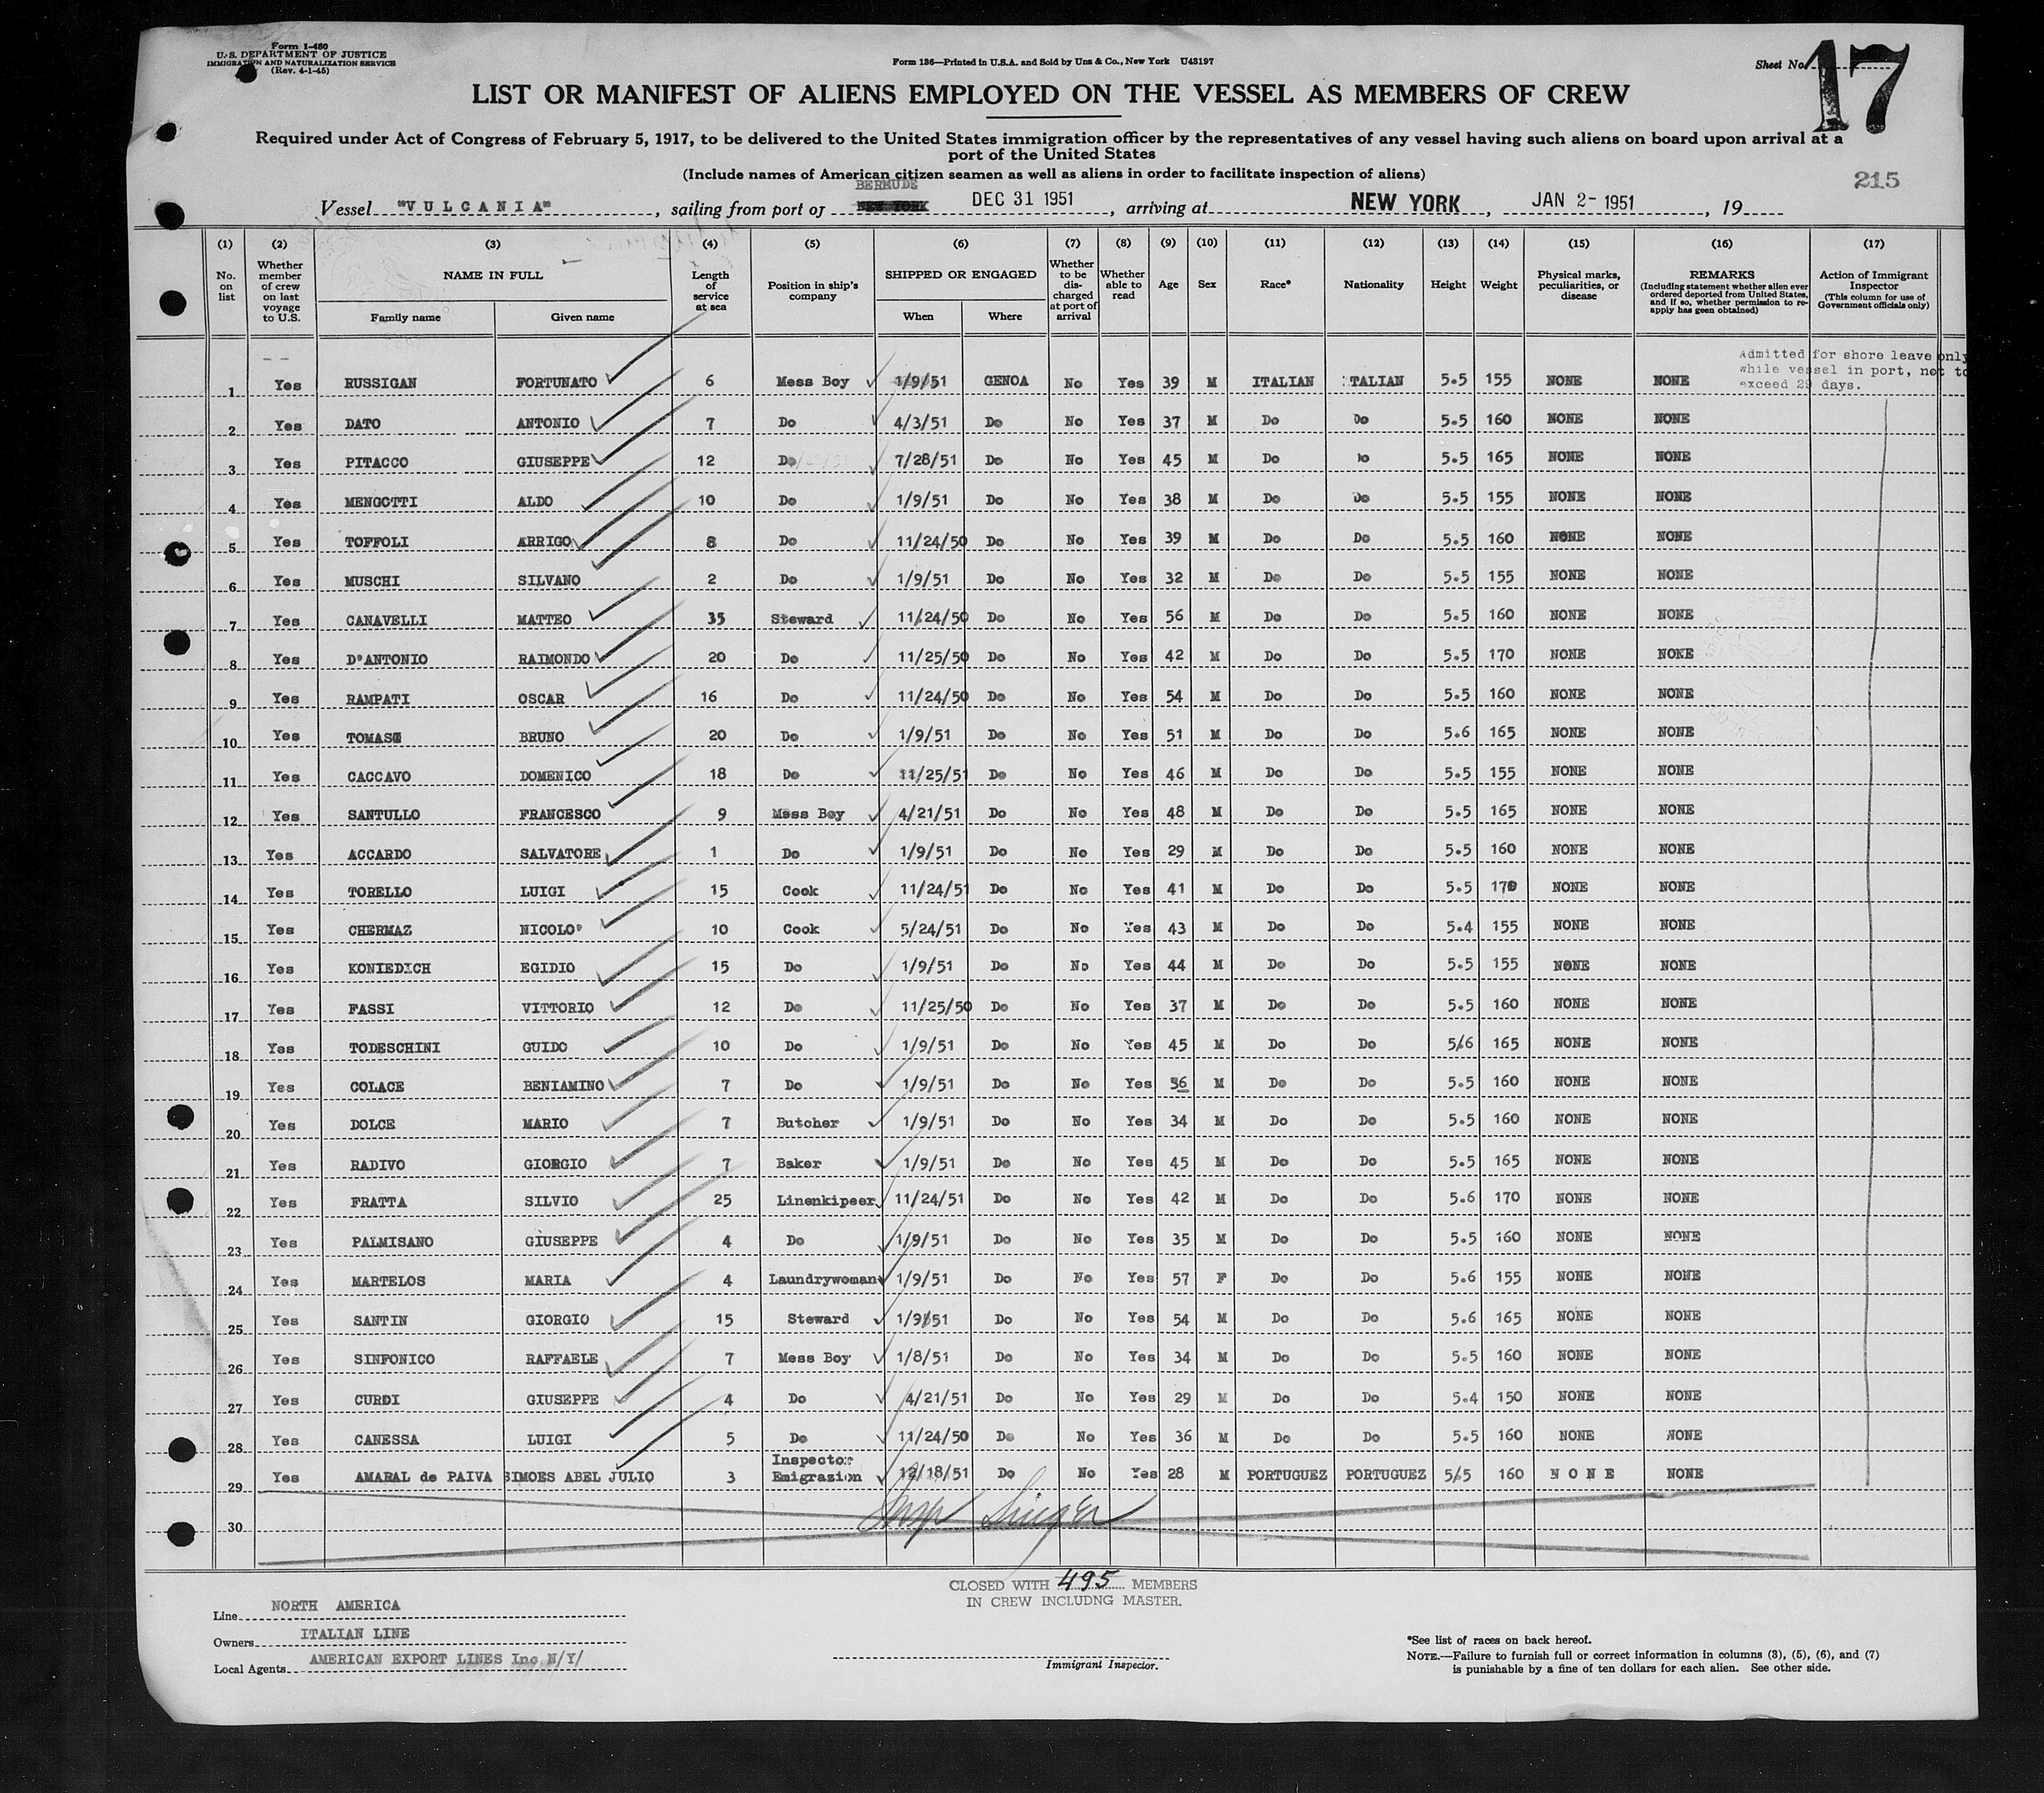 Form I-480
U. S. DEPARTMENT OF JUSTICE
IMMIGRATION AND NATURALIZATION SERVICE
(Rev. 4-1-45)
Form 136—Printed in U.S.A. and Sold by Unz & Co., New York U43197
Sheet No. 17
LIST OR MANIFEST OF ALIENS EMPLOYED ON THE VESSEL AS MEMBERS OF CREW
Required under Act of Congress of February 5, 1917, to be delivered to the United States immigration officer by the representatives of any vessel having such aliens on board upon arrival at a
port of the United States
(Include names of American citizen seamen as well as aliens in order to facilitate inspection of aliens)
215
BERMUDE
Vessel "VULCANIA", sailing from port of NEW YORK DEC 31 1951, arriving at NEW YORK, JAN 2- 1951, 19
(1) (2) (3) (4) (5) (6) (7) (8) (9) (10) (11) (12) (13) (14) (15) (16) (17)
No. on list
Whether member of crew on last voyage to U.S.
NAME IN FULL
Family name
Given name
Length of service at sea
Position in ship's company
SHIPPED OR ENGAGED
When
Where
Whether to be discharged at port of arrival
Whether able to read
Age
Sex
Race*
Nationality
Height
Weight
Physical marks, peculiarities, or disease
REMARKS
(Including statement whether alien ever ordered deported from United States, and if so, whether permission to re-apply has geen obtained)
Action of Immigrant Inspector
(This column for use of Government officials only)
Admitted for shore leave only
while vessel in port, not to
exceed 29 days.
1 Yes RUSSIGAN FORTUNATO 6 Mess Boy 1/9/51 GENOA No Yes 39 M ITALIAN ITALIAN 5.5 155 NONE NONE
2 Yes DATO ANTONIO 7 Do 4/3/51 Do No Yes 37 M Do Do 5.5 160 NONE NONE
3 Yes PITACCO GIUSEPPE 12 Do 7/28/51 Do No Yes 45 M Do Do 5.5 165 NONE NONE
4 Yes MENGOTTI ALDO 10 Do 1/9/51 Do No Yes 38 M Do Do 5.5 155 NONE NONE
5 Yes TOFFOLI ARRIGO 8 Do 11/24/50 Do No Yes 39 M Do Do 5.5 160 NONE NONE
6 Yes MUSCHI SILVANO 2 Do 1/9/51 Do No Yes 32 M Do Do 5.5 155 NONE NONE
7 Yes CANAVELLI MATTEO 35 Steward 11/24/50 Do No Yes 56 M Do Do 5.5 160 NONE NONE
8 Yes D'ANTONIO RAIMONDO 20 Do 11/25/50 Do No Yes 42 M Do Do 5.5 170 NONE NONE
9 Yes RAMPATI OSCAR 16 Do 11/24/50 Do No Yes 54 M Do Do 5.5 160 NONE NONE
10 Yes BRUNO 20 Do 1/9/51 Do No Yes 51 M Do Do 5.6 165 NONE NONE
11 Yes CACCAVO DOMENICO 18 Do 11/25/51 Do No Yes 46 M Do Do 5.5 155 NONE NONE
12 Yes SANTULLO FRANCESCO 9 Mess Boy 4/21/51 Do No Yes 48 M Do Do 5.5 165 NONE NONE
13 Yes ACCARDO SALVATORE 1 Do 1/9/51 Do No Yes 29 M Do Do 5.5 160 NONE NONE
14 Yes TORELLO LUIGI 15 Cook 11/24/51 Do No Yes 41 M Do Do 5.5 170 NONE NONE
15 Yes CHERMAZ NICOLO' 10 Cook 5/24/51 Do No Yes 43 M Do Do 5.4 155 NONE NONE
16 Yes KONIEDICH EGIDIO 15 Do 1/9/51 Do No Yes 44 M Do Do 5.5 155 NONE NONE
17 Yes FASSI VITTORIO 12 Do 11/25/50 Do No Yes 37 M Do Do 5.5 160 NONE NONE
18 Yes TODESCHINI GUIDO 10 Do 1/9/51 Do No Yes 45 M Do Do 5/6 165 NONE NONE
19 Yes COLACE BENIAMINO 7 Do 1/9/51 Do No Yes 36 M Do Do 5.5 160 NONE NONE
20 Yes DOLCE MARIO 7 Butcher 1/9/51 Do No Yes 34 M Do Do 5.5 160 NONE NONE
21 Yes RADIVO GIORGIO 7 Baker 1/9/51 Do No Yes 45 M Do Do 5.5 165 NONE NONE
22 Yes FRATTA SILVIO 25 Linenkipeer 11/24/51 Do No Yes 42 M Do Do 5.6 170 NONE NONE
23 Yes PALMISANO GIUSEPPE 4 Do 1/9/51 Do No Yes 35 M Do Do 5.5 160 NONE NONE
24 Yes MARTELOS MARIA 4 Laundrywoman 1/9/51 Do No Yes 57 F Do Do 5.6 155 NONE NONE
25 Yes SANTIN GIORGIO 15 Steward 1/9/51 Do No Yes 54 M Do Do 5.6 165 NONE NONE
26 Yes SINFONICO RAFFAELE 7 Mess Boy 1/8/51 Do No Yes 34 M Do Do 5.5 160 NONE NONE
27 Yes CURDI GIUSEPPE 4 Do 4/21/51 Do No Yes 29 M Do Do 5.4 150 NONE NONE
28 Yes CANESSA LUIGI 5 Do 11/24/50 Do No Yes 36 M Do Do 5.5 160 NONE NONE
29 Yes AMARAL de PAIVA SIMOES ABEL JULIO 3 Inspector Emigrazion 12/18/51 Do No Yes 28 M PORTUGUEZ PORTUGUEZ 5/5 160 NONE NONE
30
CLOSED WITH 495 MEMBERS
IN CREW INCLUDNG MASTER.
Line NORTH AMERICA
Owners ITALIAN LINE
Local Agents AMERICAN EXPORT LINES Inc N/Y/
Immigrant Inspector.
*See list of races on back hereof.
NOTE.—Failure to furnish full or correct information in columns (3), (5), (6), and (7)
is punishable by a fine of ten dollars for each alien. See other side.